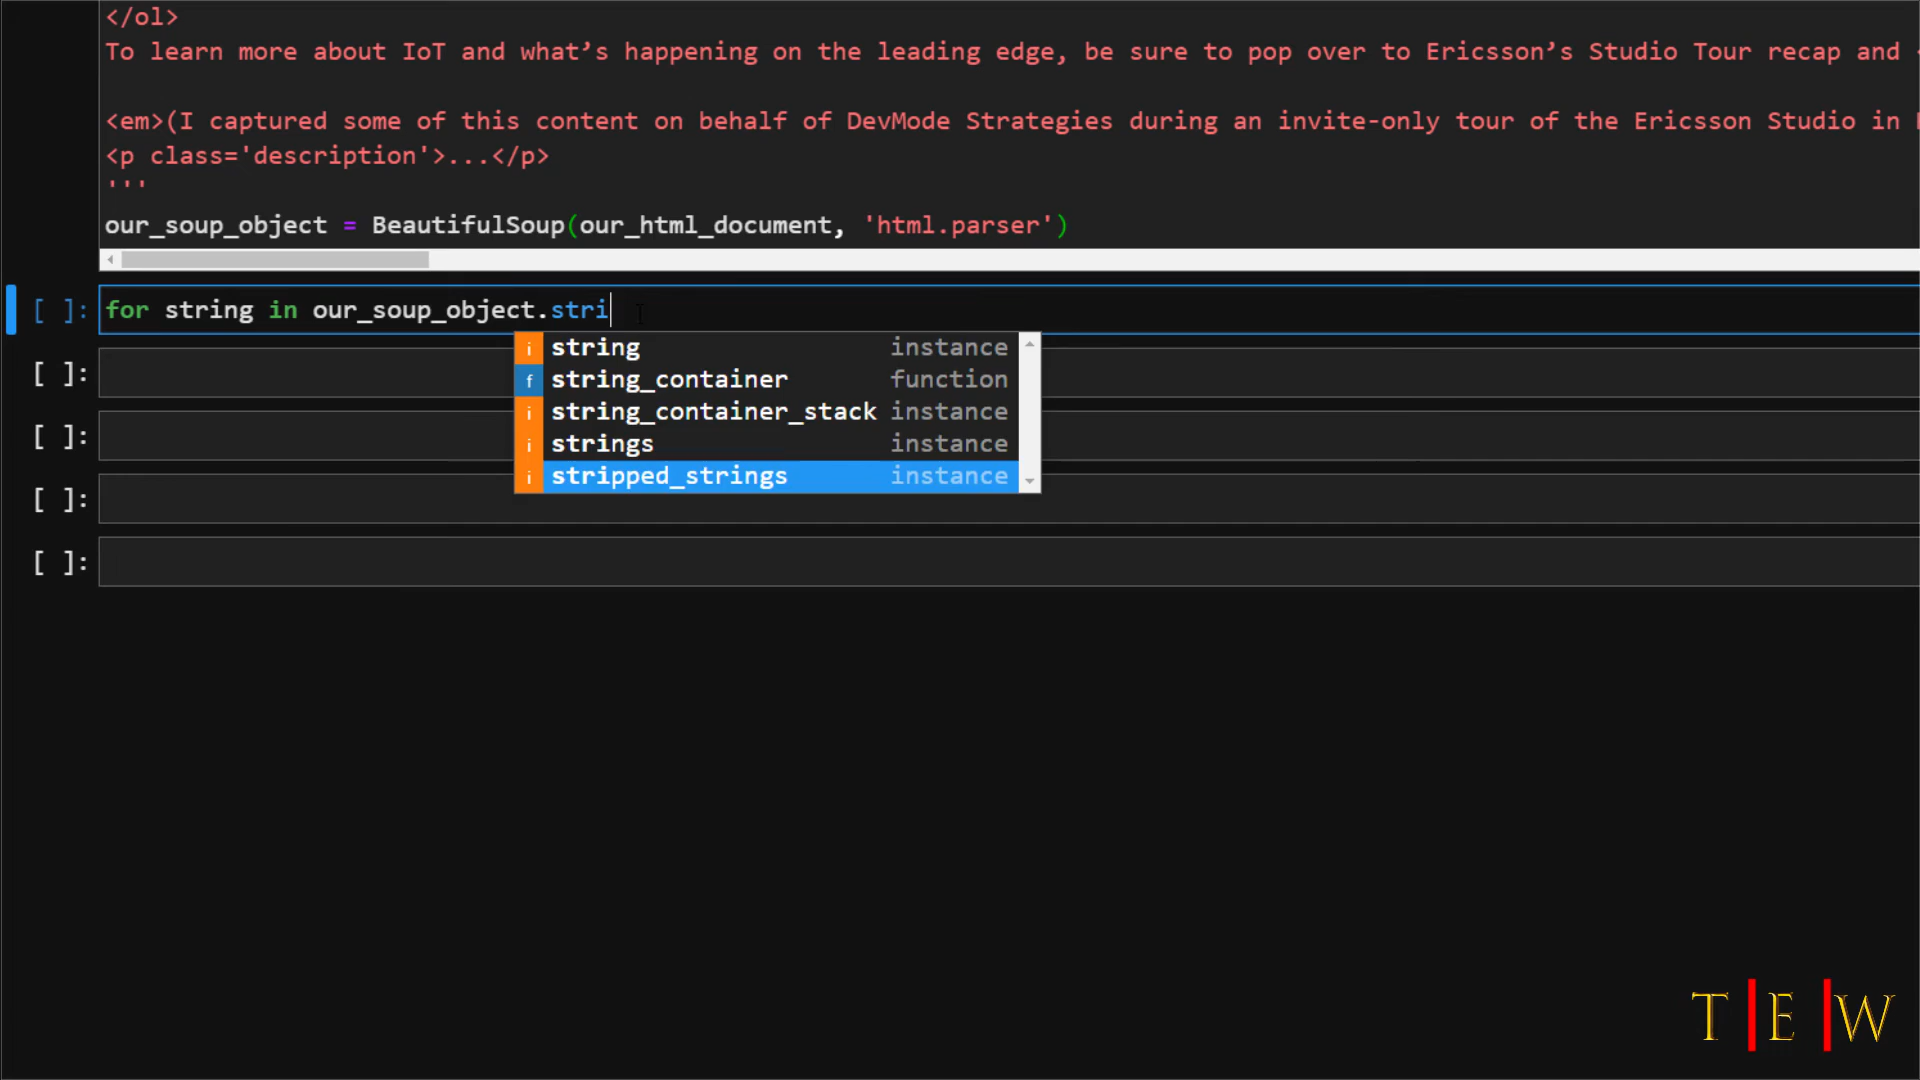 </ol>
To learn more about IoT and what’s happening on the leading edge, be sure to pop over to Ericsson’s Studio Tour recap and
<em>(I captured some of this content on behalf of DevMode Strategies during an invite-only tour of the Ericsson Studio in
<p class='description'>...</p>
'''
our_soup_object = BeautifulSoup(our_html_document, 'html.parser')
[ ]: for string in our_soup_object.stri
i string instance
f string_container function
i string_container_stack instance
i strings instance
i stripped_strings instance
[ ]:
[ ]:
[ ]:
[ ]:
T|E|W